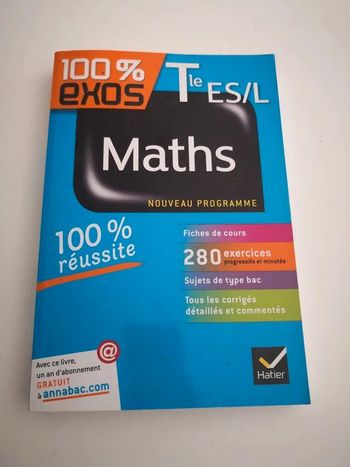 100 %
exos
Tle ES/L
Maths
NOUVEAU PROGRAMME
100 %
réussite
Fiches de cours
280 exercices
progressifs et minutés
Sujets de type bac
Tous les corrigés
détaillés et commentés
Avec ce livre,
un an d'abonnement
GRATUIT
à annabac.com
@
Hatier